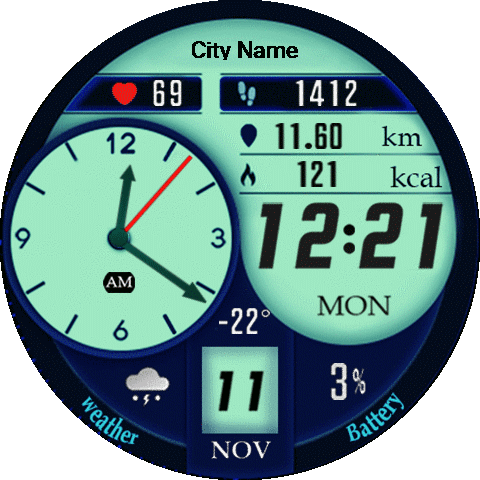 City Name
69
1412
11.60 km
121 kcal
12:21
MON
12
3
6
9
AM
-22°
11
NOV
3%
weather
Battery